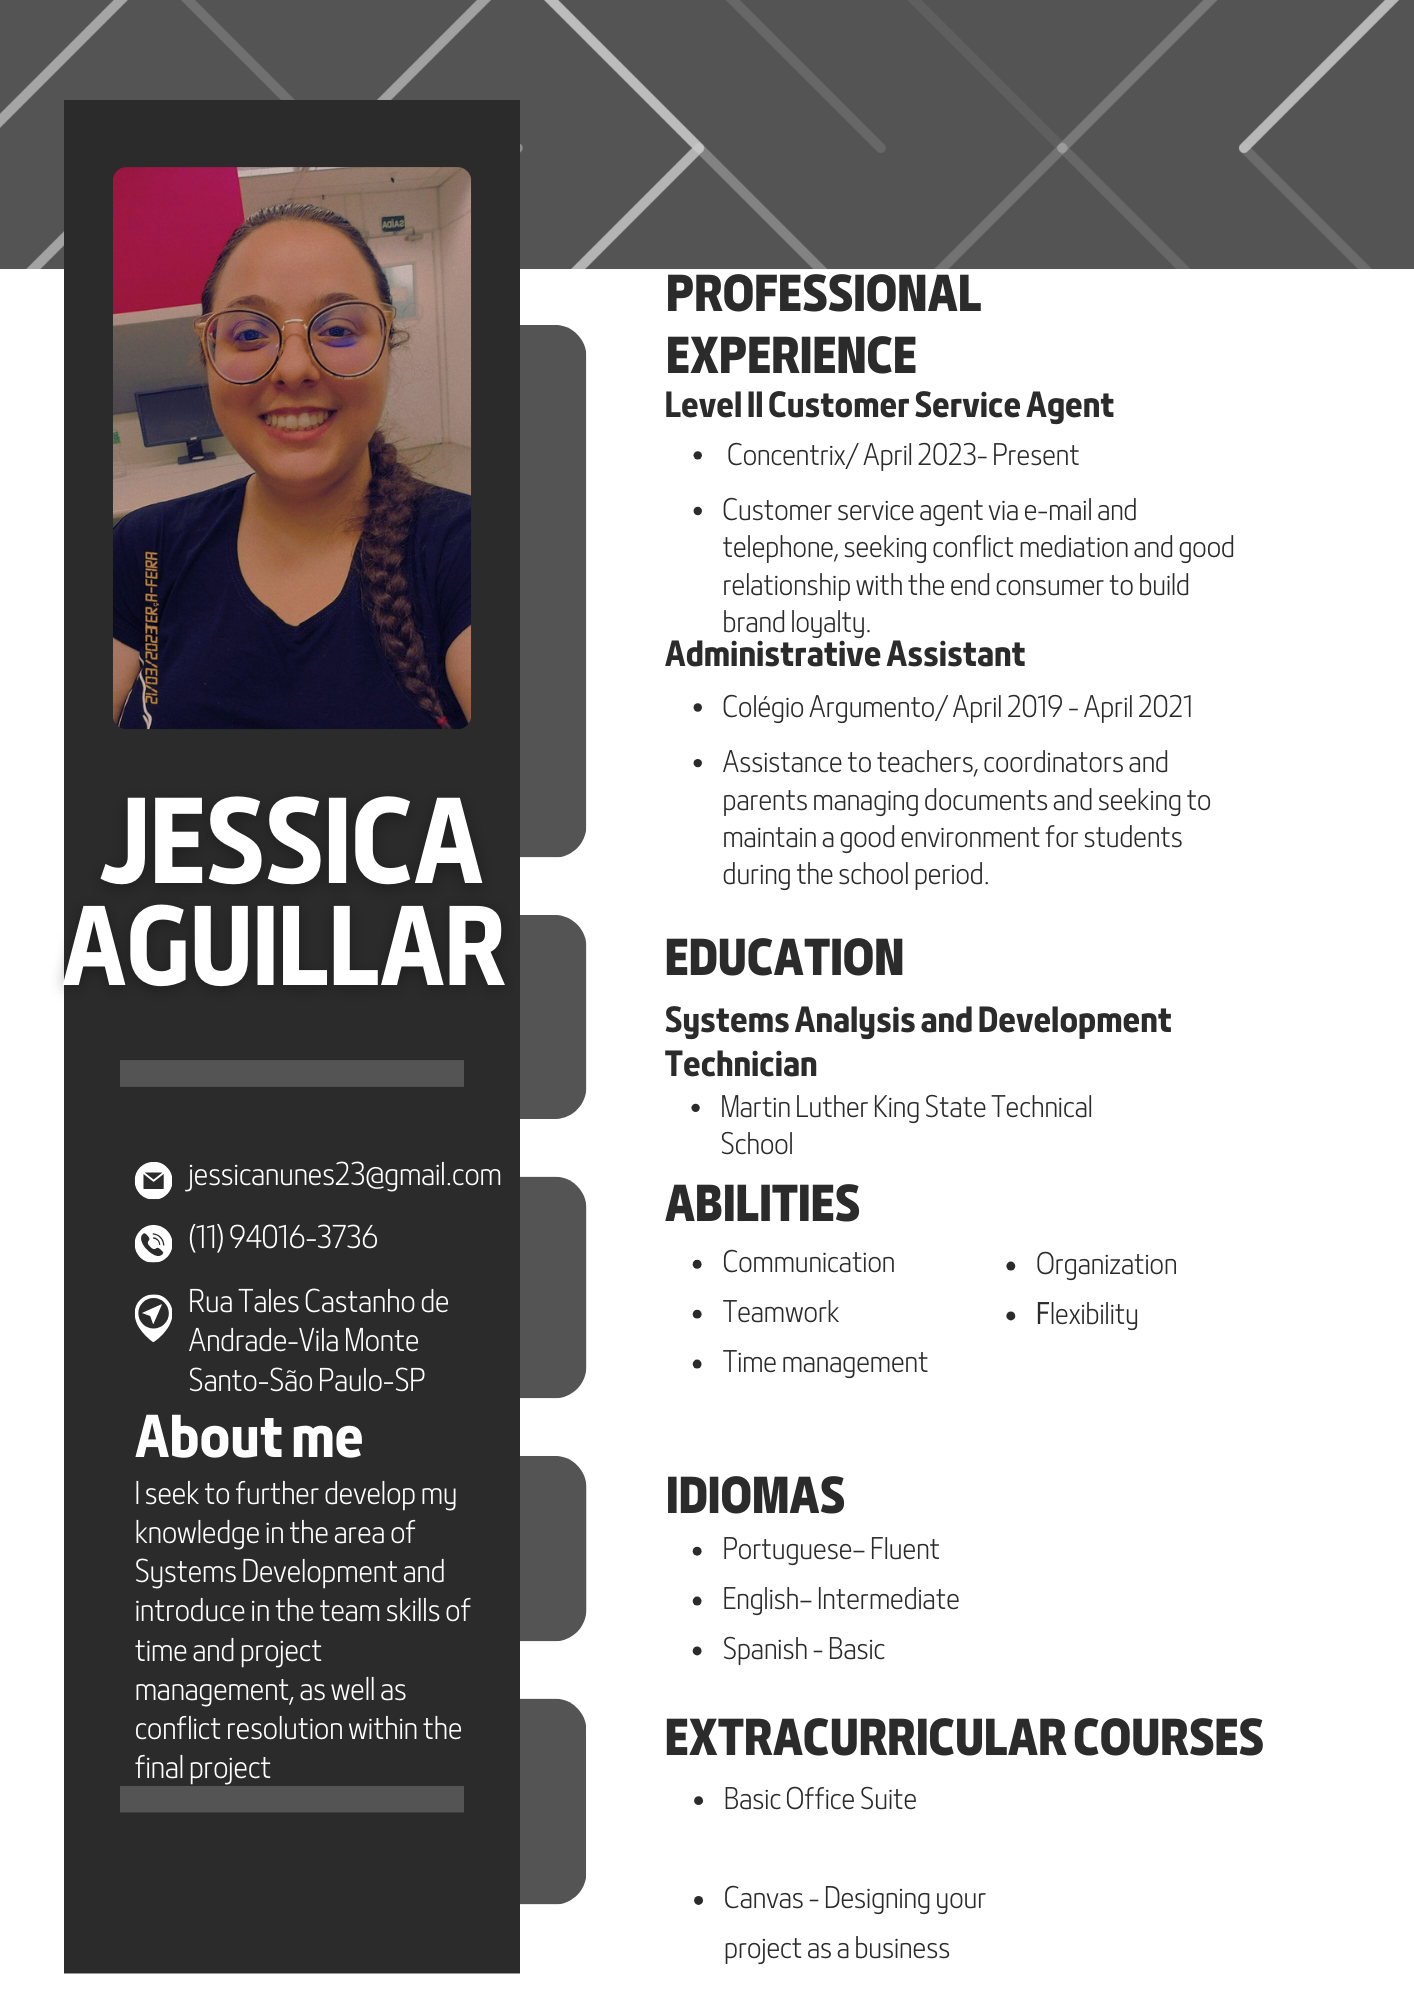 SAÍDA
21/03/2023TER,A-FEIRA
JESSICA
AGUILLAR
jessicanunes23@gmail.com
(11) 94016-3736
Rua Tales Castanho de
Andrade-Vila Monte
Santo-São Paulo-SP
About me
I seek to further develop my
knowledge in the area of
Systems Development and
introduce in the team skills of
time and project
management, as well as
conflict resolution within the
final project
PROFESSIONAL
EXPERIENCE
Level II Customer Service Agent
• Concentrix/ April 2023- Present
• Customer service agent via e-mail and
telephone, seeking conflict mediation and good
relationship with the end consumer to build
brand loyalty.
Administrative Assistant
• Colégio Argumento/ April 2019 - April 2021
• Assistance to teachers, coordinators and
parents managing documents and seeking to
maintain a good environment for students
during the school period.
EDUCATION
Systems Analysis and Development
Technician
• Martin Luther King State Technical
School
ABILITIES
• Communication
• Teamwork
• Time management
• Organization
• Flexibility
IDIOMAS
• Portuguese– Fluent
• English– Intermediate
• Spanish - Basic
EXTRACURRICULAR COURSES
• Basic Office Suite
• Canvas - Designing your
project as a business